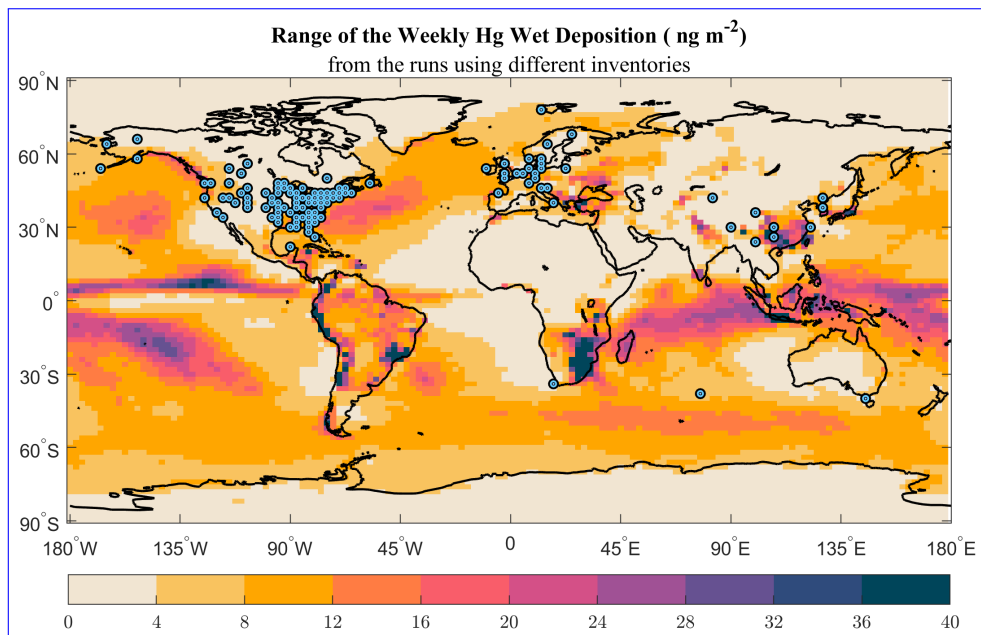 Range of the Weekly Hg Wet Deposition ( ng m⁻²)
from the runs using different inventories
90°N
60°N
30°N
0°
30°S
60°S
90°S
180°W 135°W 90°W 45°W 0 45°E 90°E 135°E 180°E
0 4 8 12 16 20 24 28 32 36 40